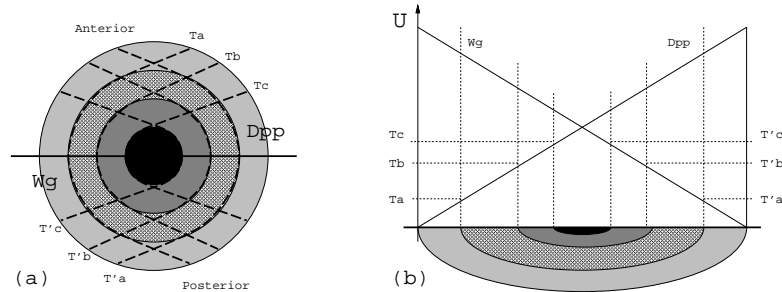 Anterior
Ta
Tb
Tc
Dpp
Wg
T'c
T'b
T'a
Posterior
(a)
U
Wg
Dpp
Tc
T'c
Tb
T'b
Ta
T'a
(b)